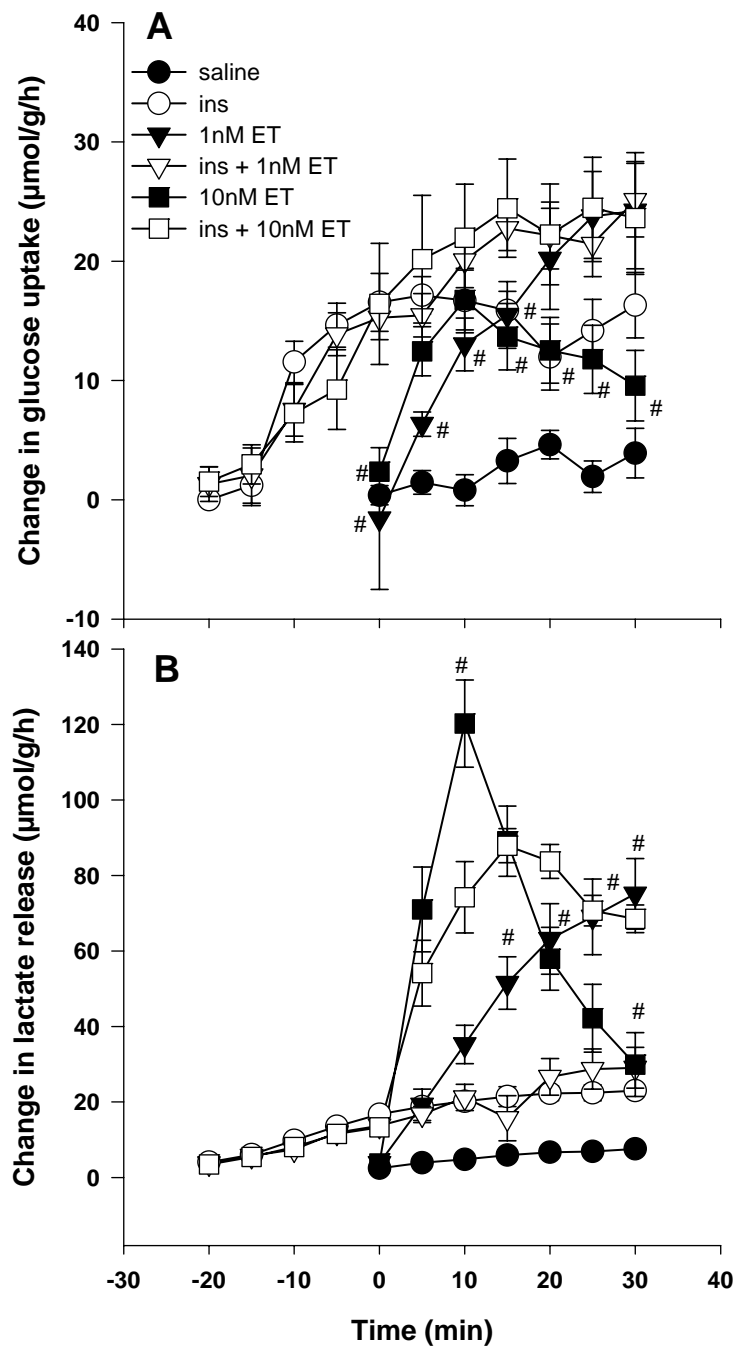 A
saline
ins
1nM ET
ins + 1nM ET
10nM ET
ins + 10nM ET
Change in glucose uptake (µmol/g/h)
40
30
20
10
0
-10
#
#
#
#
#
#
#
#
#
B
Change in lactate release (µmol/g/h)
140
120
100
80
60
40
20
0
#
#
#
#
#
#
-30 -20 -10 0 10 20 30 40
Time (min)